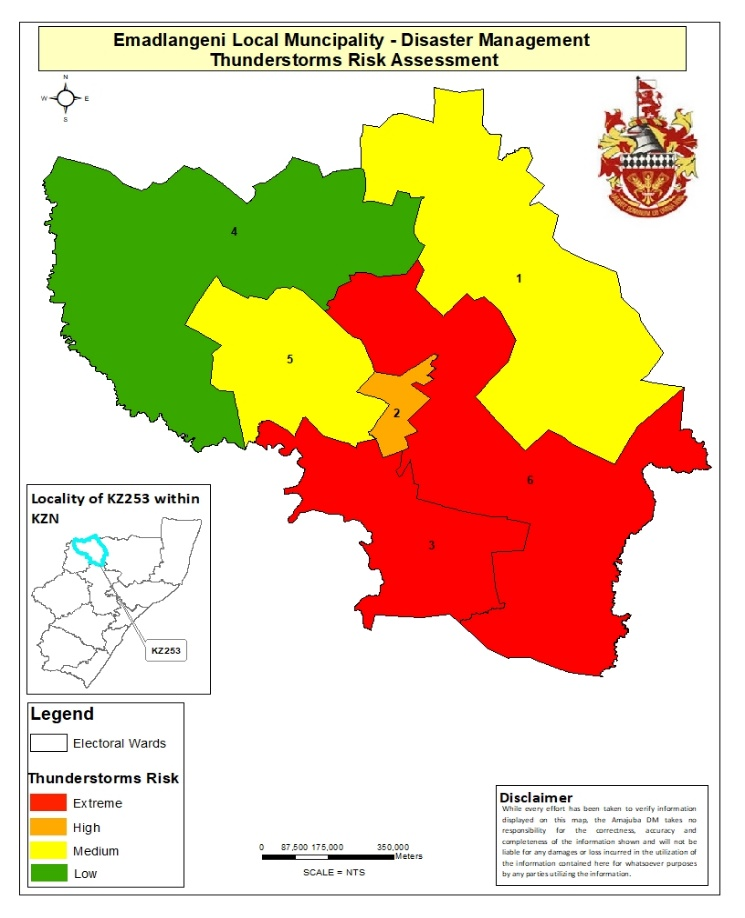 Emadlangeni Local Muncipality - Disaster Management
Thunderstorms Risk Assessment
N
W E
S
4
1
5
2
6
3
Locality of KZ253 within
KZN
KZ253
Legend
Electoral Wards
Thunderstorms Risk
Extreme
High
Medium
Low
0 87,500 175,000 350,000
Meters
SCALE = NTS
Disclaimer
While every effort has been taken to verify information
displayed on this map, the Amajuba DM takes no
responsibility for the correctness, accuracy and
completeness of the information shown and will not be
liable for any damages or loss incurred in the utilization of
the information contained here for whatsoever purposes
by any parties utilizing the information.